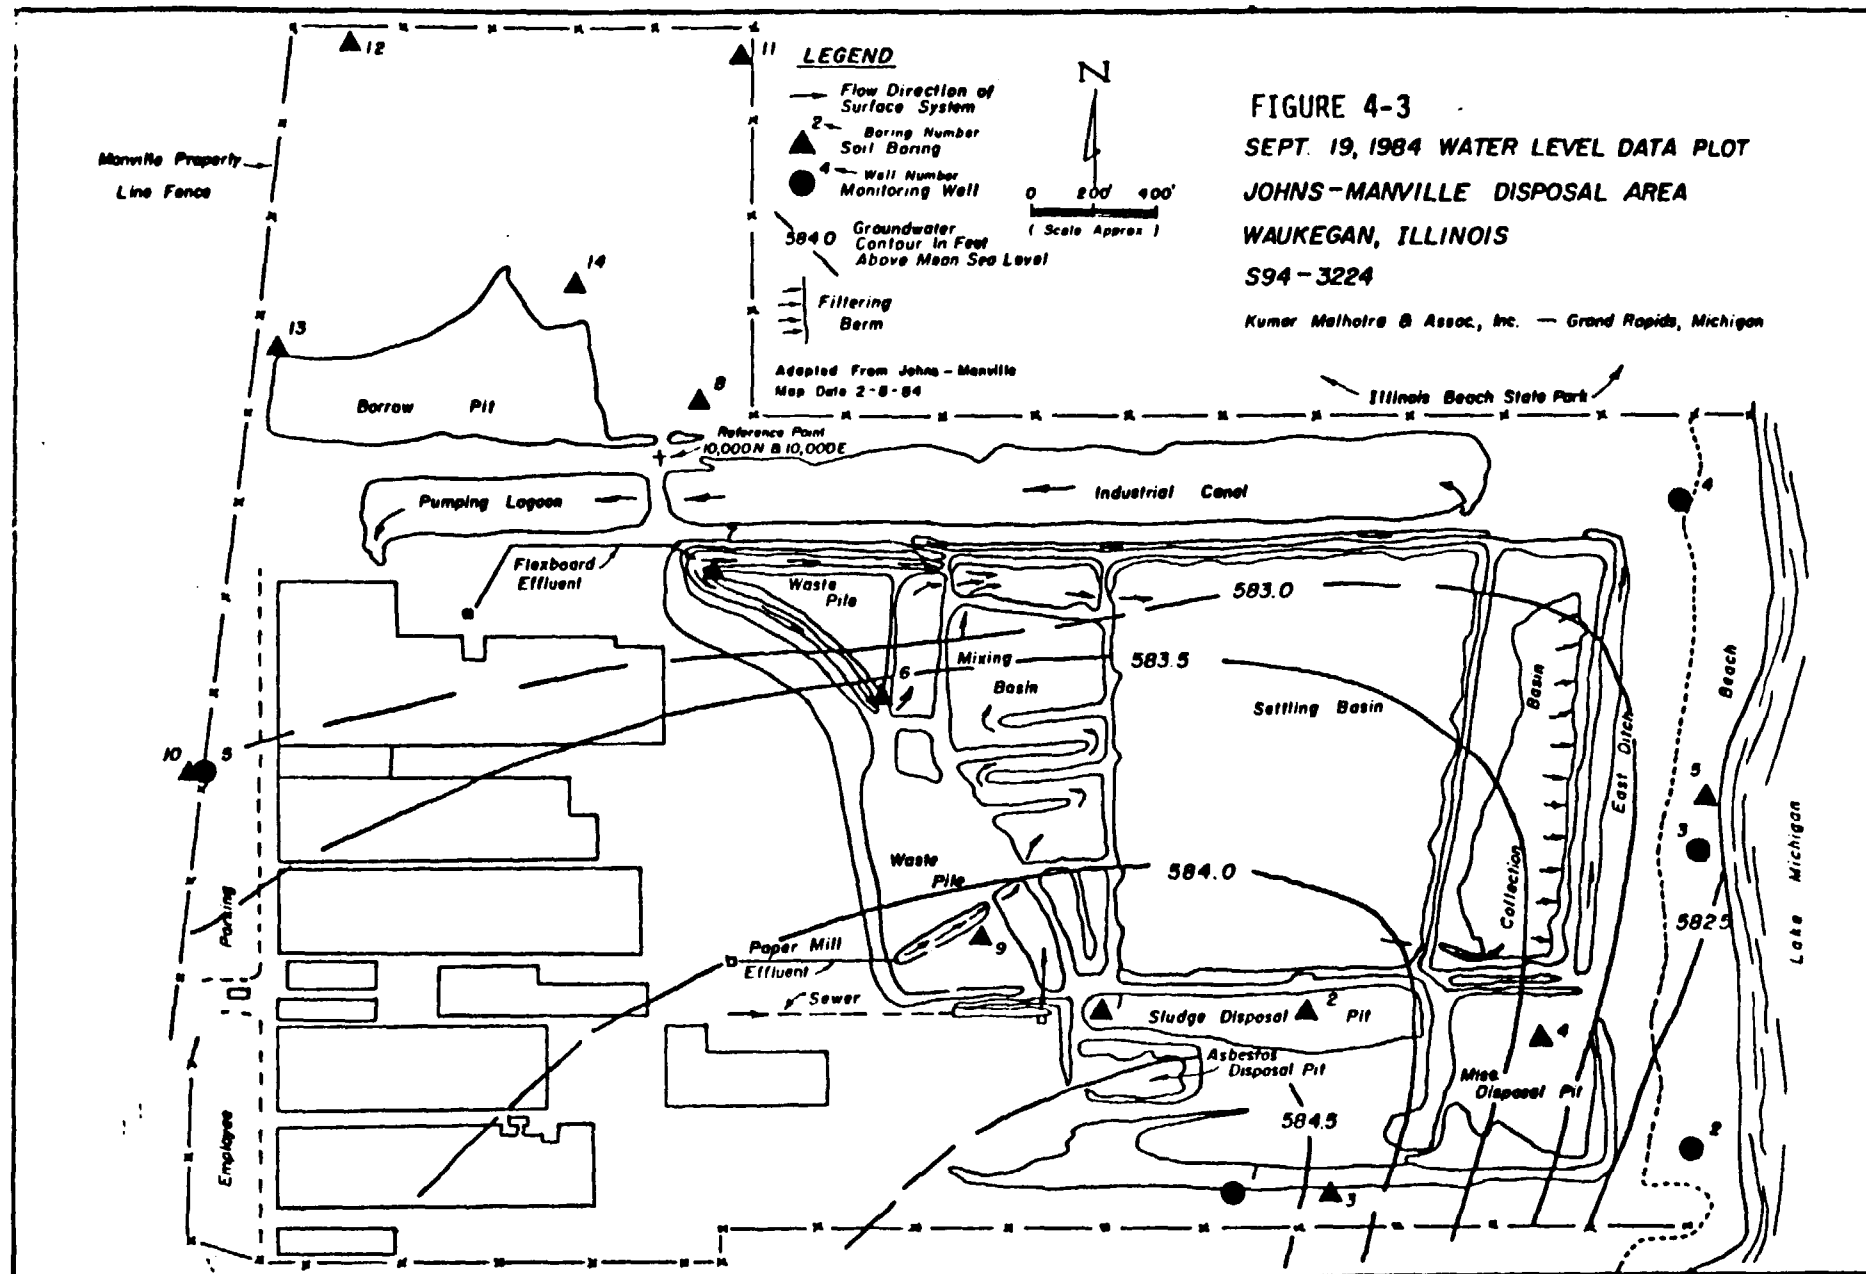 12
11
LEGEND
Flow Direction of
Surface System
2
Boring Number
Soil Boring
4
Well Number
Monitoring Well
584.0
Groundwater
Contour In Feet
Above Mean Sea Level
Filtering
Berm
Adapted From Johns-Manville
Map Date 2-8-84
N
0 200' 400'
( Scale Approx )
FIGURE 4-3
SEPT. 19, 1984 WATER LEVEL DATA PLOT
JOHNS-MANVILLE DISPOSAL AREA
WAUKEGAN, ILLINOIS
S94-3224
Kumar Malhotra & Assoc., Inc. — Grand Rapids, Michigan
Manville Property
Line Fence
14
13
8
Illinois Beach State Park
Borrow Pit
Reference Point
10,000N & 10,000E
Pumping Lagoon
Industrial Canal
4
Flexboard
Effluent
Waste
Pile
583.0
Mixing
Basin
583.5
6
Settling Basin
Basin
East Ditch
Beach
10
5
5
3
Lake Michigan
Waste
Pile
584.0
Collection
582.5
Parking
Paper Mill
Effluent
9
Sewer
1
2
Sludge Disposal Pit
4
Asbestos
Disposal Pit
Misc.
Disposal Pit
584.5
2
Employee
1
3